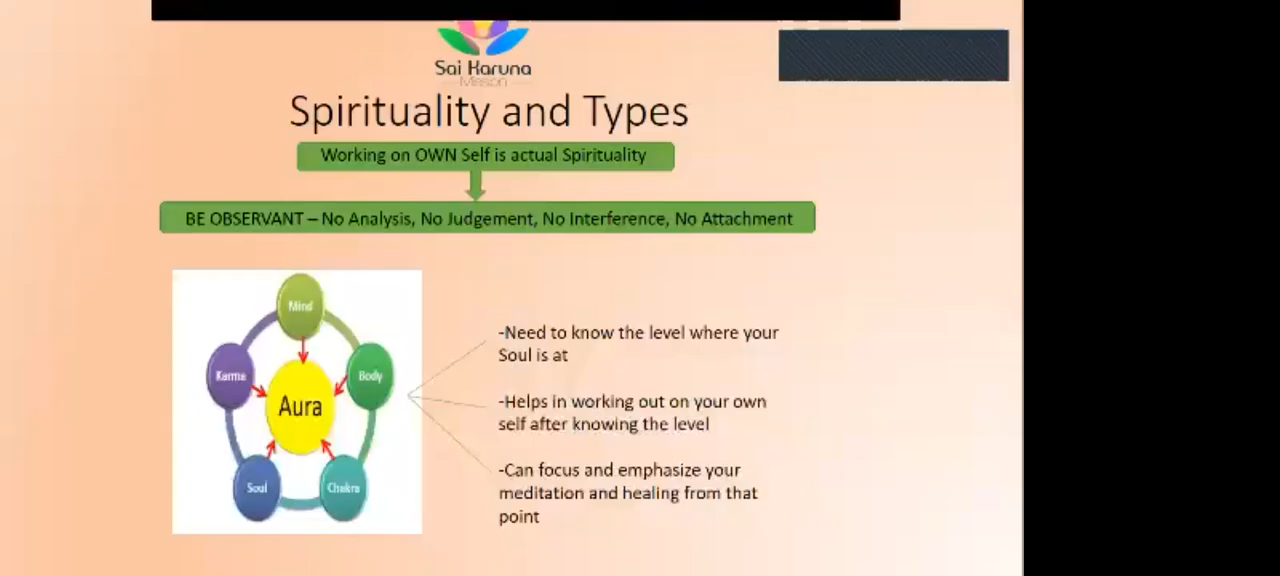 Sai Karuna
Mission
Spirituality and Types
Working on OWN Self is actual Spirituality
BE OBSERVANT – No Analysis, No Judgement, No Interference, No Attachment
Mind
Karma
Body
Aura
Soul
Chakra
-Need to know the level where your
Soul is at
-Helps in working out on your own
self after knowing the level
-Can focus and emphasize your
meditation and healing from that
point